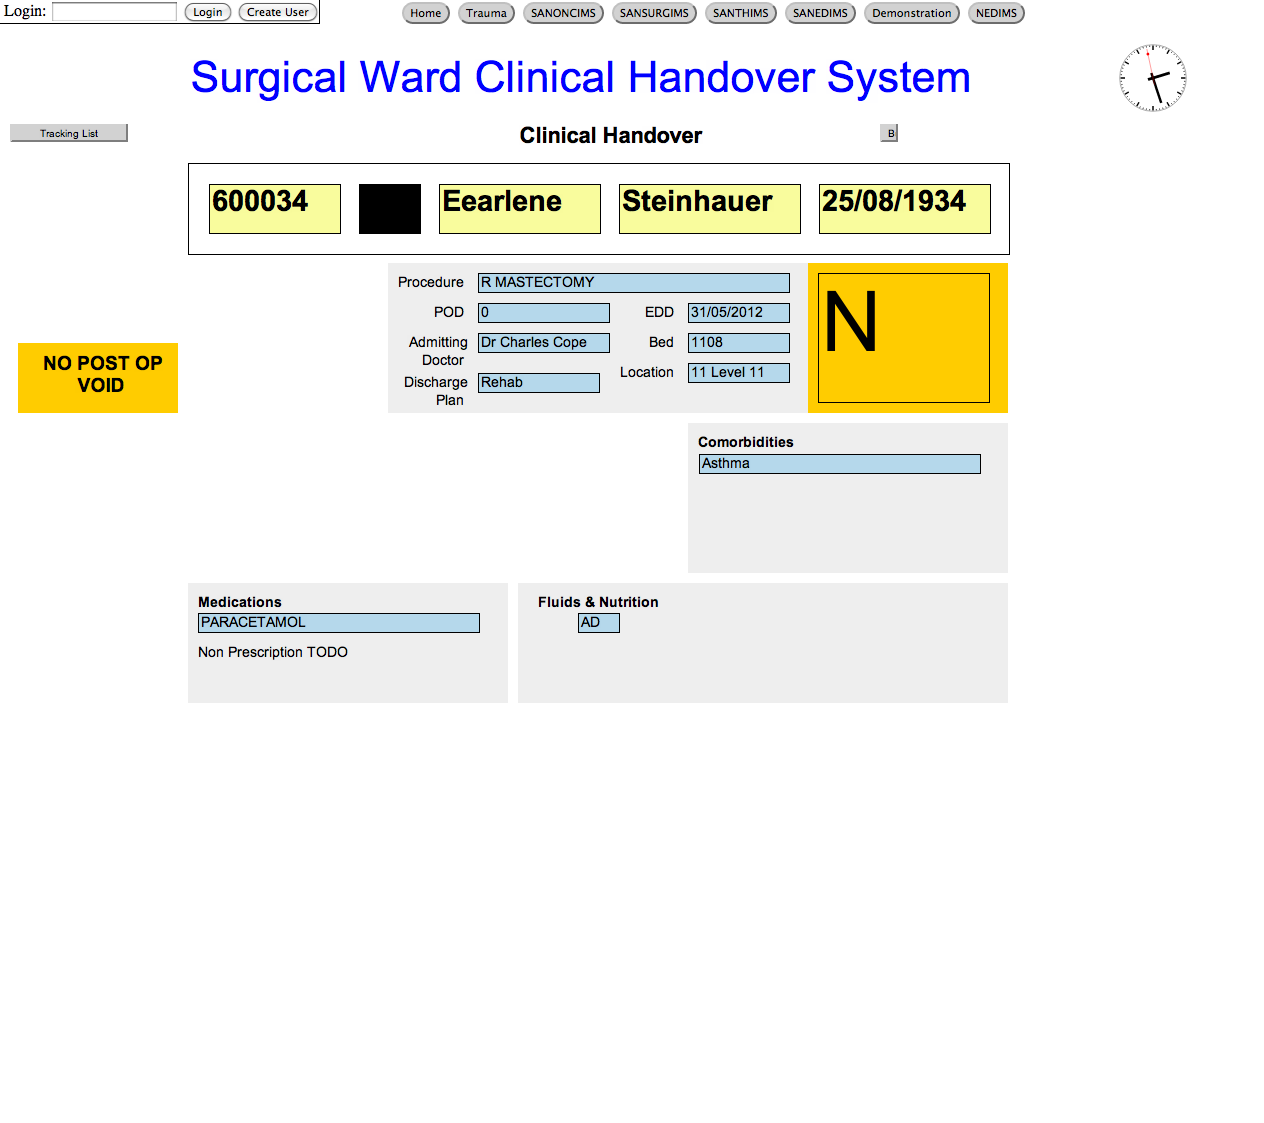 Login: Login Create User Home Trauma SANONCIMS SANSURGIMS SANTHIMS SANEDIMS Demonstration NEDIMS
Surgical Ward Clinical Handover System
Tracking List Clinical Handover B
600034 Eearlene Steinhauer 25/08/1934
Procedure R MASTECTOMY
POD 0 EDD 31/05/2012
Admitting Doctor Dr Charles Cope Bed 1108
Location 11 Level 11
Discharge Plan Rehab
N
NO POST OP
VOID
Comorbidities
Asthma
Medications
PARACETAMOL
Non Prescription TODO
Fluids & Nutrition
AD